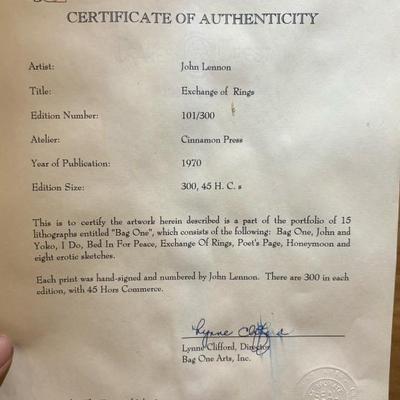 CERTIFICATE OF AUTHENTICITY
Artist: John Lennon
Title: Exchange of Rings
Edition Number: 101/300
Atelier: Cinnamon Press
Year of Publication: 1970
Edition Size: 300, 45 H. C. s
This is to certify the artwork herein described is a part of the portfolio of 15
lithographs entitled "Bag One", which consists of the following: Bag One, John and
Yoko, I Do, Bed In For Peace, Exchange Of Rings, Poet's Page, Honeymoon and
eight erotic sketches.
Each print was hand-signed and numbered by John Lennon. There are 300 in each
edition, with 45 Hors Commerce.
Lynne Clifford
Lynne Clifford, Director
Bag One Arts, Inc.